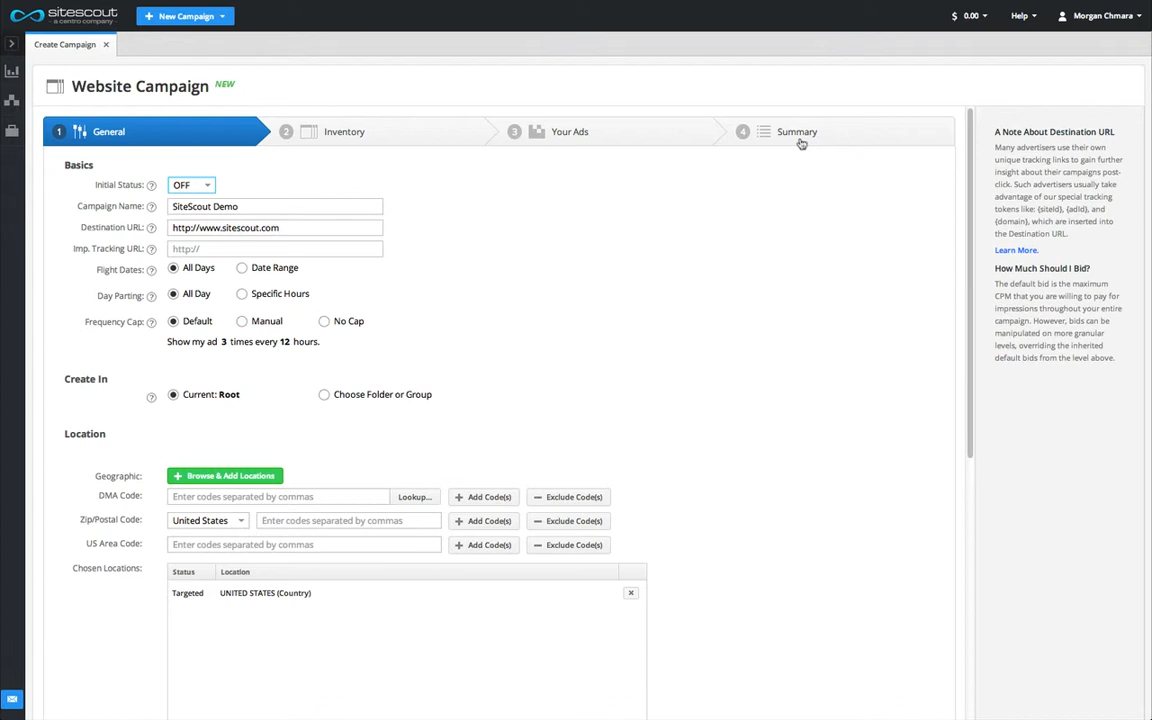 sitescout
a centro company
+ New Campaign
$ 0.00
Help
Morgan Chmara
Create Campaign ×
Website Campaign NEW
1 General
2 Inventory
3 Your Ads
4 Summary
Basics
Initial Status: ? OFF
Campaign Name: ? SiteScout Demo
Destination URL: ? http://www.sitescout.com
Imp. Tracking URL: ? http://
Flight Dates: ? All Days Date Range
Day Parting: ? All Day Specific Hours
Frequency Cap: ? Default Manual No Cap
Show my ad 3 times every 12 hours.
Create In
? Current: Root Choose Folder or Group
Location
Geographic: + Browse & Add Locations
DMA Code: Enter codes separated by commas Lookup... + Add Code(s) − Exclude Code(s)
Zip/Postal Code: United States Enter codes separated by commas + Add Code(s) − Exclude Code(s)
US Area Code: Enter codes separated by commas + Add Code(s) − Exclude Code(s)
Chosen Locations: Status Location
Targeted UNITED STATES (Country) ×
A Note About Destination URL
Many advertisers use their own
unique tracking links to gain further
insight about their campaigns post-
click. Such advertisers usually take
advantage of our special tracking
tokens like: {siteId}, {adId}, and
{domain}, which are inserted into
the Destination URL.
Learn More.
How Much Should I Bid?
The default bid is the maximum
CPM that you are willing to pay for
impressions throughout your entire
campaign. However, bids can be
manipulated on more granular
levels, overriding the inherited
default bids from the level above.